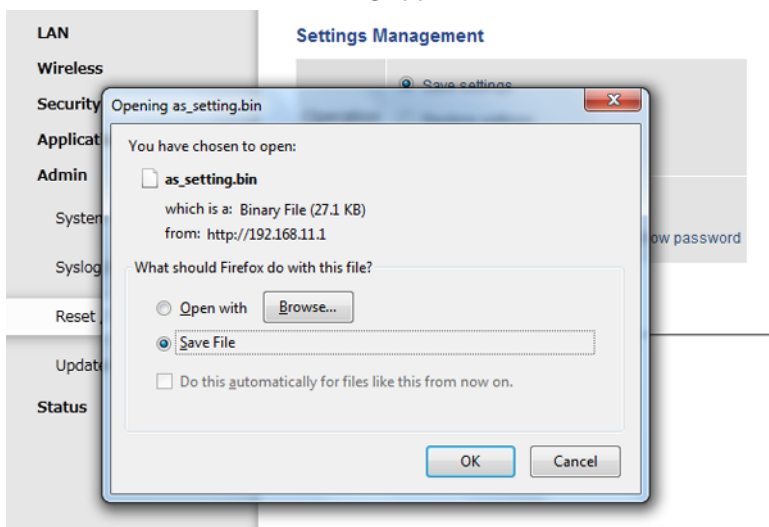 LAN
Settings Management
Wireless
Save settings
Security
Opening as_setting.bin
Applicat
You have chosen to open:
Admin
as_setting.bin
which is a: Binary File (27.1 KB)
System
from: http://192.168.11.1
ow password
Syslog
What should Firefox do with this file?
Reset
Open with
Browse...
Save File
Update
Do this automatically for files like this from now on.
Status
OK
Cancel